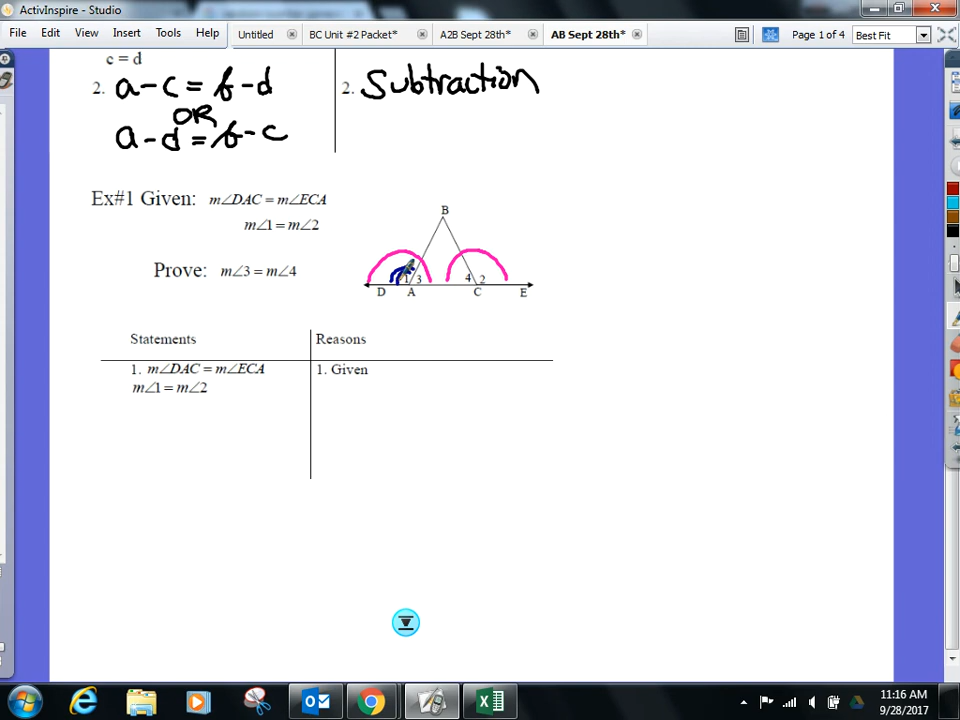 ActivInspire - Studio
File Edit View Insert Tools Help Untitled BC Unit #2 Packet* A2B Sept 28th* AB Sept 28th* Page 1 of 4 Best Fit
c = d
2. a-c = b-d 2. Subtraction
OR
a-d = b-c
Ex#1 Given: m∠DAC = m∠ECA
m∠1 = m∠2
Prove: m∠3 = m∠4
B
1 3 4 2
D A C E
Statements Reasons
1. m∠DAC = m∠ECA 1. Given
m∠1 = m∠2
11:16 AM
9/28/2017